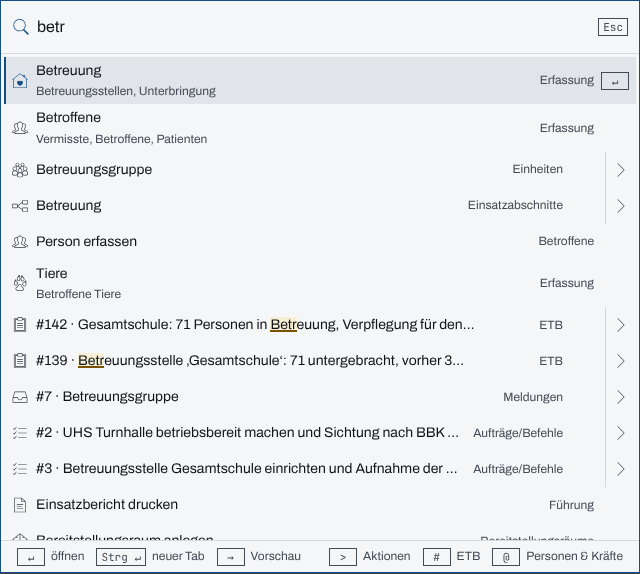 betr Esc
Betreuung
Betreuungsstellen, Unterbringung Erfassung ↵
Betroffene
Vermisste, Betroffene, Patienten Erfassung
Betreuungsgruppe Einheiten
Betreuung Einsatzabschnitte
Person erfassen Betroffene
Tiere
Betroffene Tiere Erfassung
#142 · Gesamtschule: 71 Personen in Betreuung, Verpflegung für den… ETB
#139 · Betreuungsstelle ‚Gesamtschule‘: 71 untergebracht, vorher 3… ETB
#7 · Betreuungsgruppe Meldungen
#2 · UHS Turnhalle betriebsbereit machen und Sichtung nach BBK … Aufträge/Befehle
#3 · Betreuungsstelle Gesamtschule einrichten und Aufnahme der … Aufträge/Befehle
Einsatzbericht drucken Führung
Bereitstellungsraum anlegen Bereitstellungsräume
↵ öffnen Strg ↵ neuer Tab → Vorschau > Aktionen # ETB @ Personen & Kräfte